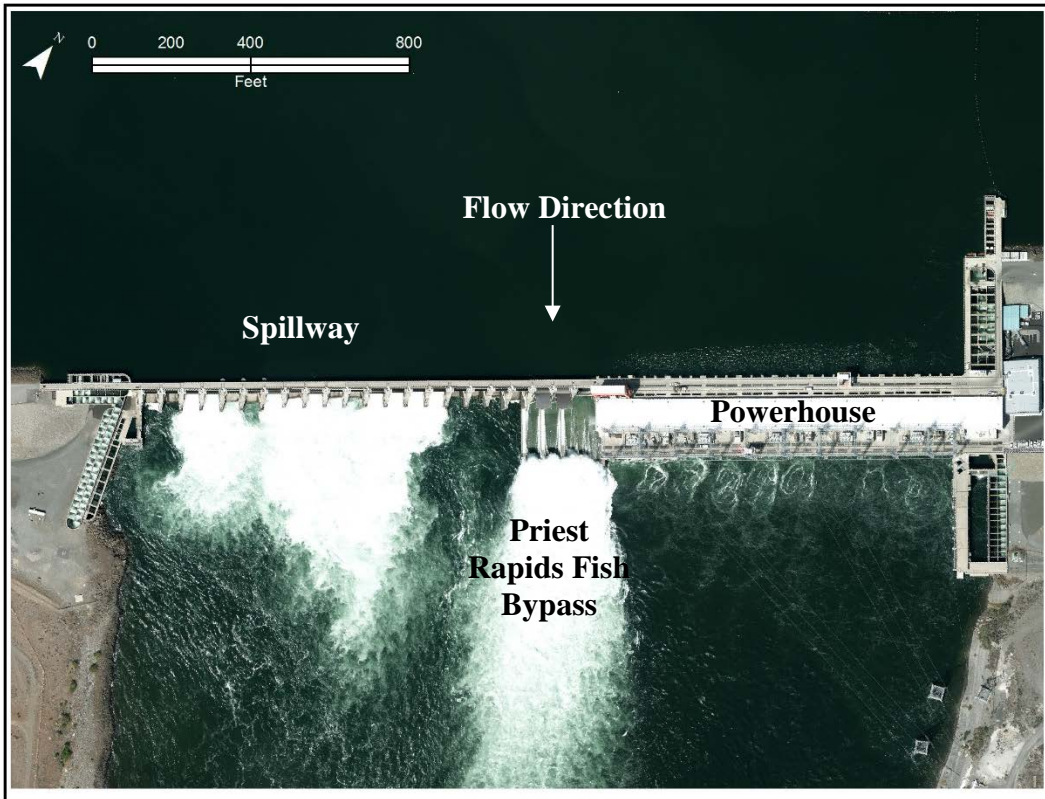 N
0 200 400 800
Feet
Flow Direction
Spillway
Powerhouse
Priest
Rapids Fish
Bypass